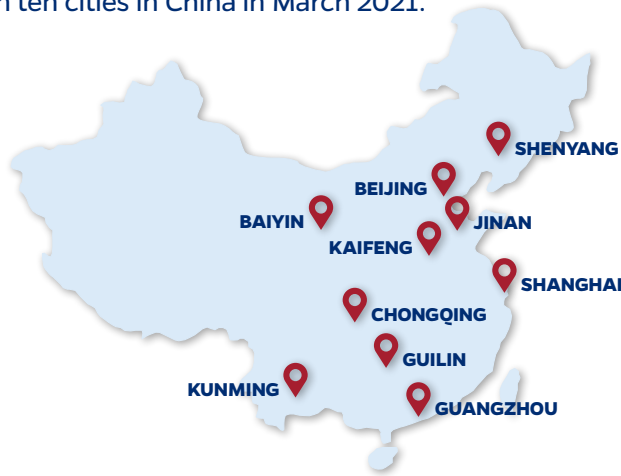 n ten cities in China in March 2021.
SHENYANG
BEIJING
BAIYIN
JINAN
KAIFENG
SHANGHAI
CHONGQING
GUILIN
KUNMING
GUANGZHOU